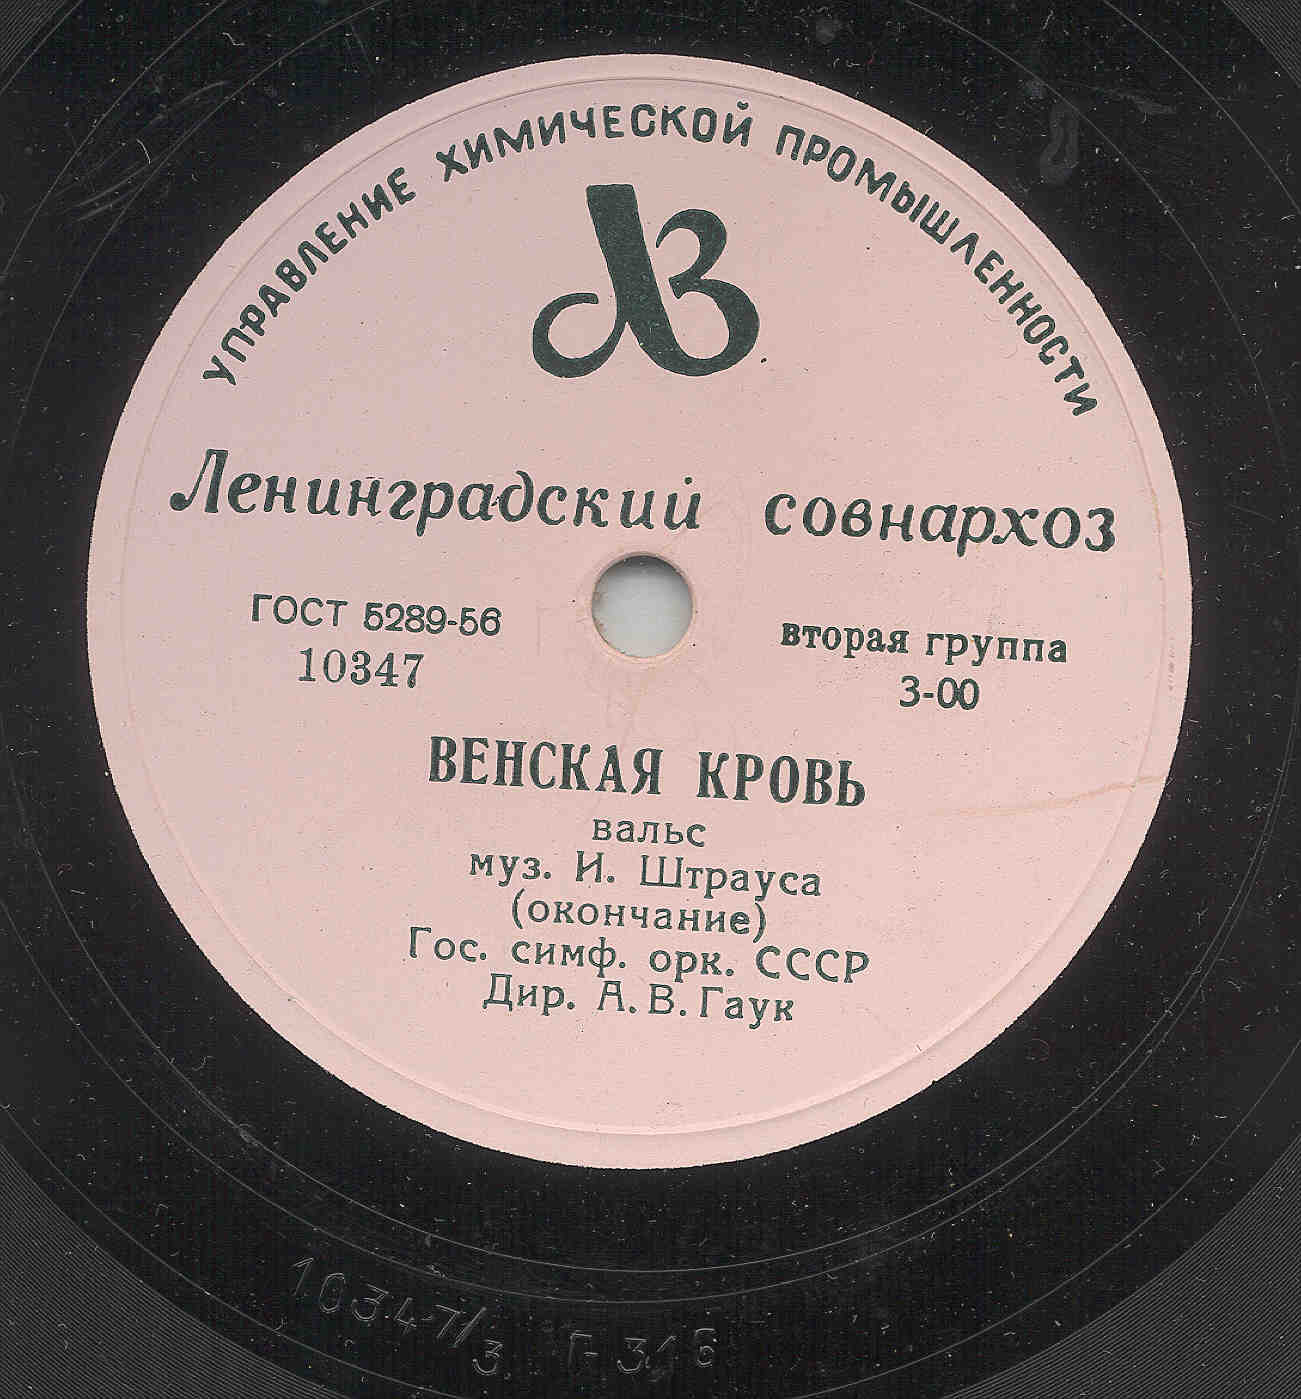 УПРАВЛЕНИЕ ХИМИЧЕСКОЙ ПРОМЫШЛЕННОСТИ
Ленинградский совнархоз
ГОСТ 5289-56
10347
вторая группа
3-00
ВЕНСКАЯ КРОВЬ
вальс
муз. И. Штрауса
(окончание)
Гос. симф. орк. СССР
Дир. А. В. Гаук
10347/3 Г-316